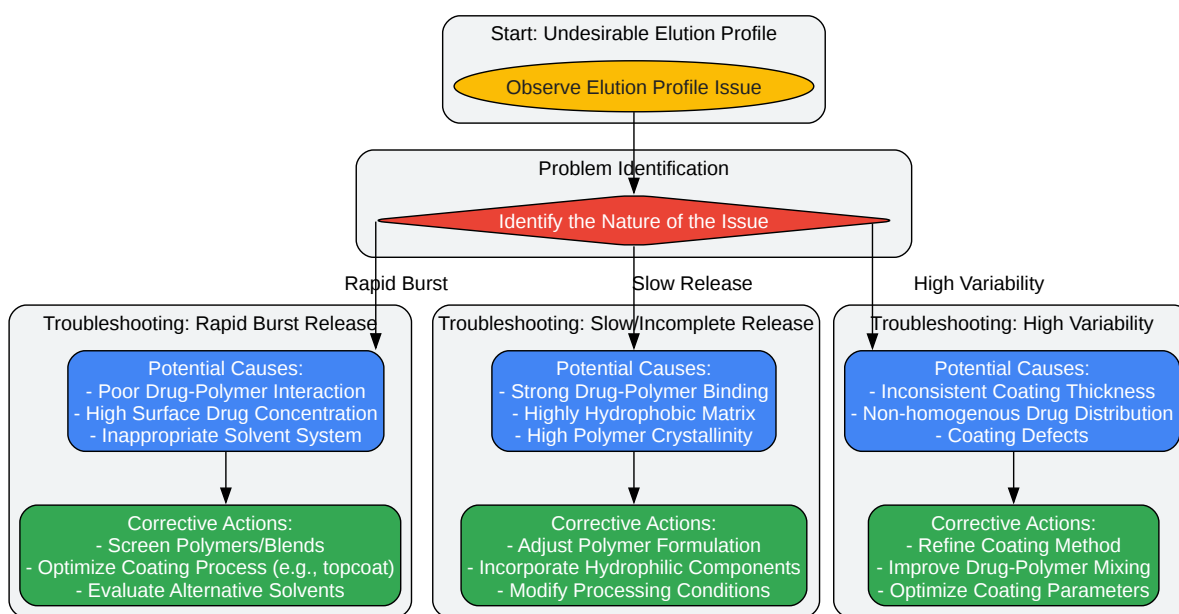 Start: Undesirable Elution Profile
Observe Elution Profile Issue
Problem Identification
Identify the Nature of the Issue
Rapid Burst
Slow Release
High Variability
Troubleshooting: Rapid Burst Release
Potential Causes:
- Poor Drug-Polymer Interaction
- High Surface Drug Concentration
- Inappropriate Solvent System
Corrective Actions:
- Screen Polymers/Blends
- Optimize Coating Process (e.g., topcoat)
- Evaluate Alternative Solvents
Troubleshooting: Slow/Incomplete Release
Potential Causes:
- Strong Drug-Polymer Binding
- Highly Hydrophobic Matrix
- High Polymer Crystallinity
Corrective Actions:
- Adjust Polymer Formulation
- Incorporate Hydrophilic Components
- Modify Processing Conditions
Troubleshooting: High Variability
Potential Causes:
- Inconsistent Coating Thickness
- Non-homogenous Drug Distribution
- Coating Defects
Corrective Actions:
- Refine Coating Method
- Improve Drug-Polymer Mixing
- Optimize Coating Parameters